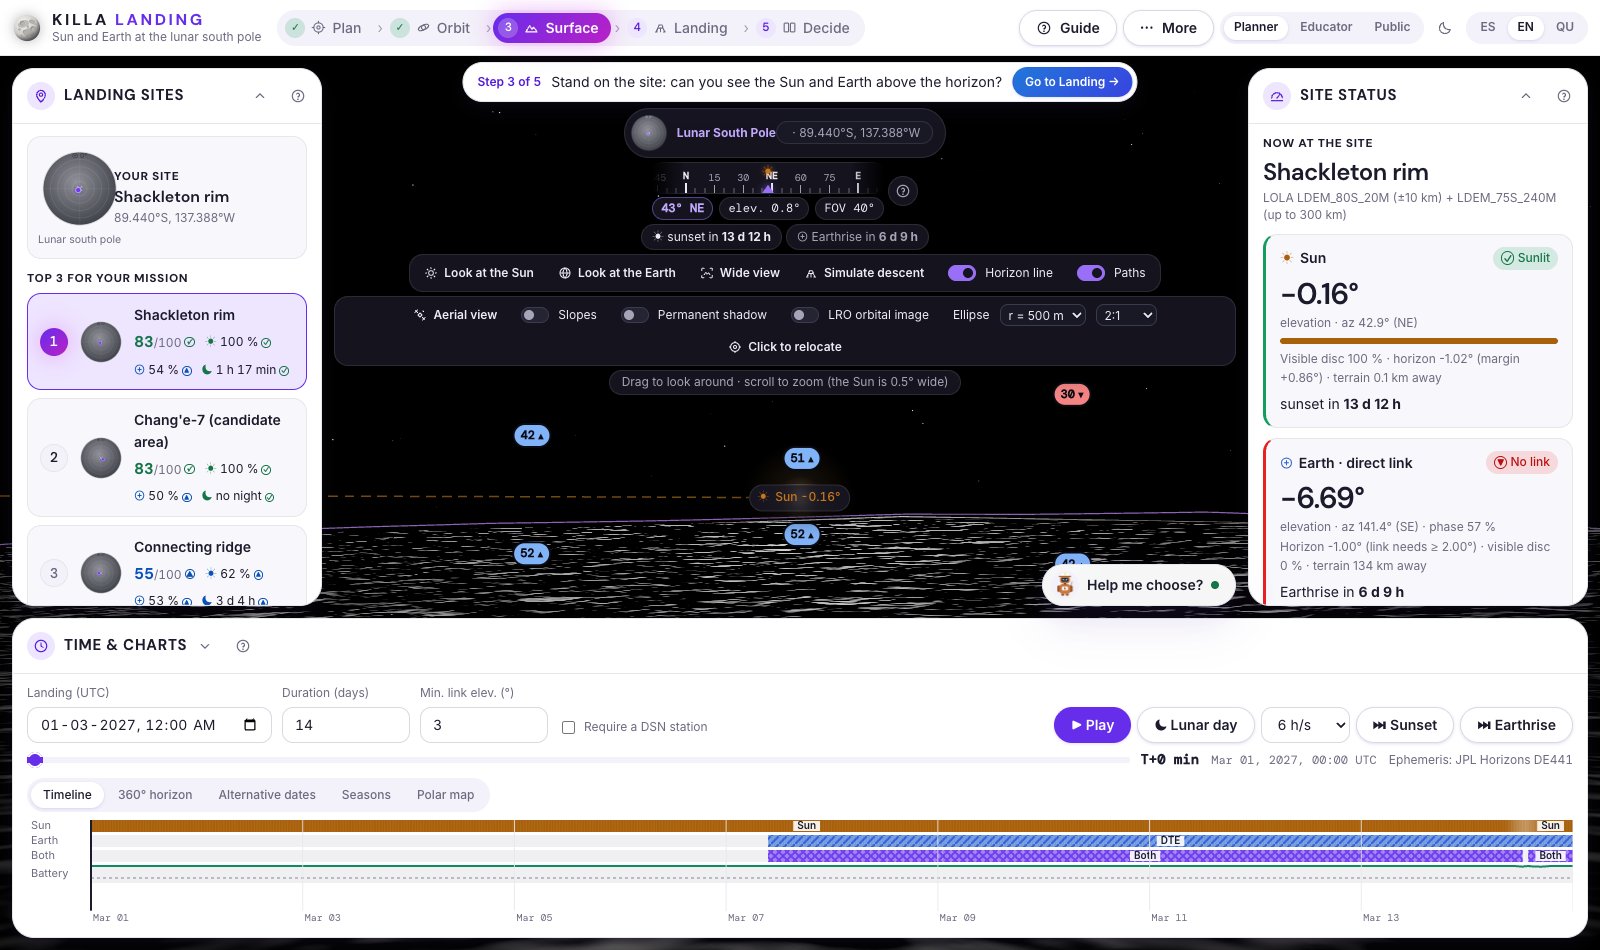 KILLA LANDING
Sun and Earth at the lunar south pole
✓ Plan › ✓ Orbit › 3 Surface › 4 Landing › 5 Decide
Guide
··· More
Planner Educator Public
ES EN QU
LANDING SITES
YOUR SITE
Shackleton rim
89.440°S, 137.388°W
Lunar south pole
TOP 3 FOR YOUR MISSION
1
Shackleton rim
83/100 100 %
54 % 1 h 17 min
2
Chang'e-7 (candidate
area)
83/100 100 %
50 % no night
3
Connecting ridge
55/100 62 %
53 % 3 d 4 h
Step 3 of 5 Stand on the site: can you see the Sun and Earth above the horizon? Go to Landing →
Lunar South Pole · 89.440°S, 137.388°W
45 N 15 30 NE 60 75 E
43° NE elev. 0.8° FOV 40°
sunset in 13 d 12 h Earthrise in 6 d 9 h
Look at the Sun Look at the Earth Wide view Simulate descent Horizon line Paths
Aerial view Slopes Permanent shadow LRO orbital image Ellipse r = 500 m 2:1
Click to relocate
Drag to look around · scroll to zoom (the Sun is 0.5° wide)
30 ▾
42 ▴
51 ▴
Sun -0.16°
52 ▴
52 ▴
Help me choose?
SITE STATUS
NOW AT THE SITE
Shackleton rim
LOLA LDEM_80S_20M (±10 km) + LDEM_75S_240M
(up to 300 km)
Sun Sunlit
−0.16°
elevation · az 42.9° (NE)
Visible disc 100 % · horizon -1.02° (margin
+0.86°) · terrain 0.1 km away
sunset in 13 d 12 h
Earth · direct link No link
−6.69°
elevation · az 141.4° (SE) · phase 57 %
Horizon -1.00° (link needs ≥ 2.00°) · visible disc
0 % · terrain 134 km away
Earthrise in 6 d 9 h
TIME & CHARTS
Landing (UTC) Duration (days) Min. link elev. (°)
01-03-2027, 12:00 AM 14 3 Require a DSN station
Play Lunar day 6 h/s Sunset Earthrise
T+0 min Mar 01, 2027, 00:00 UTC Ephemeris: JPL Horizons DE441
Timeline 360° horizon Alternative dates Seasons Polar map
Sun Sun Sun
Earth DTE
Both Both Both
Battery
Mar 01 Mar 03 Mar 05 Mar 07 Mar 09 Mar 11 Mar 13